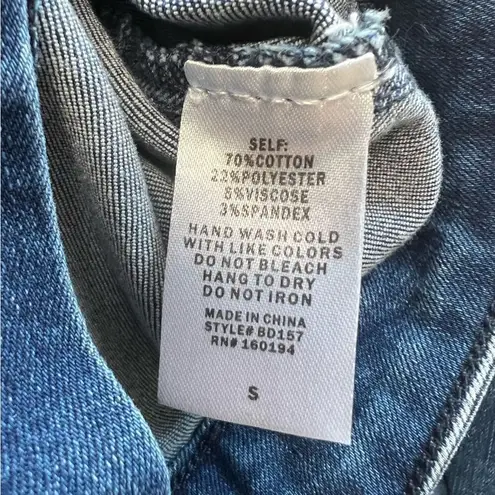 SELF:
70%COTTON
22%POLYESTER
5%VISCOSE
3%SPANDEX
HAND WASH COLD
WITH LIKE COLORS
DO NOT BLEACH
HANG TO DRY
DO NOT IRON
MADE IN CHINA
STYLE# BD157
RN# 160194
S